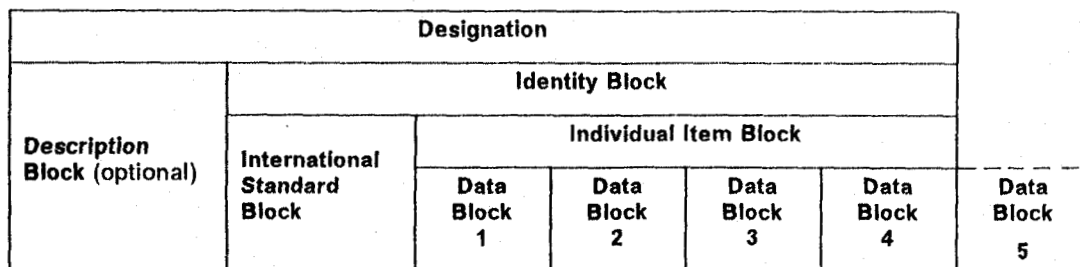 Designation
Identity Block
Description
Block (optional)
International
Standard
Block
Individual Item Block
Data
Block
1
Data
Block
2
Data
Block
3
Data
Block
4
Data
Block
5